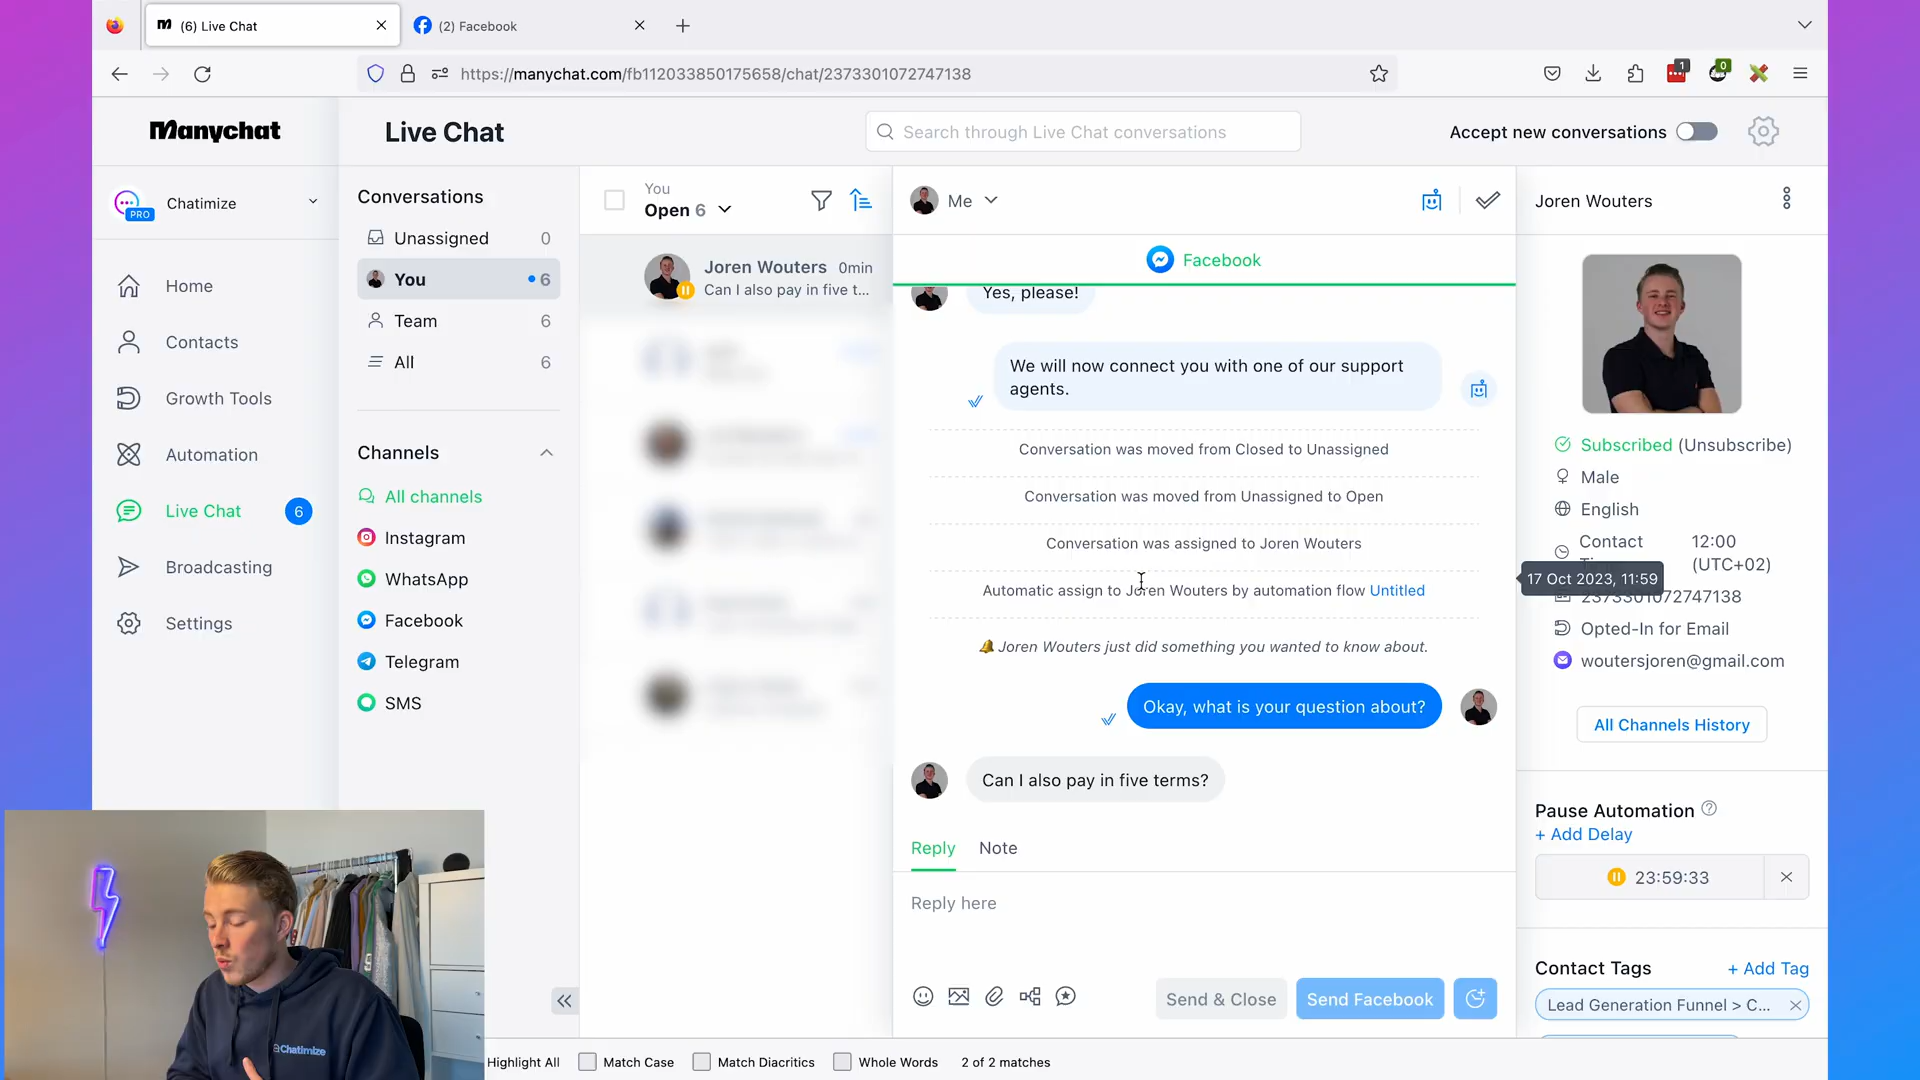 (6) Live Chat
(2) Facebook
https://manychat.com/fb112033850175658/chat/2373301072747138
1
0
Manychat
Live Chat
Search through Live Chat conversations
Accept new conversations
PRO
Chatimize
Home
Contacts
Growth Tools
Automation
Live Chat
6
Broadcasting
Settings
Conversations
Unassigned
0
You
6
Team
6
All
6
Channels
All channels
Instagram
WhatsApp
Facebook
Telegram
SMS
You
Open 6
Joren Wouters 0min
Can I also pay in five t...
Me
Facebook
Yes, please!
We will now connect you with one of our support
agents.
Conversation was moved from Closed to Unassigned
Conversation was moved from Unassigned to Open
Conversation was assigned to Joren Wouters
Automatic assign to Joren Wouters by automation flow Untitled
Joren Wouters just did something you wanted to know about.
Okay, what is your question about?
Can I also pay in five terms?
Reply
Note
Reply here
Send & Close
Send Facebook
Joren Wouters
Subscribed (Unsubscribe)
Male
English
Contact
12:00
(UTC+02)
17 Oct 2023, 11:59
2373301072747138
Opted-In for Email
woutersjoren@gmail.com
All Channels History
Pause Automation
+ Add Delay
23:59:33
Contact Tags
+ Add Tag
Lead Generation Funnel > C...
Chatimize
Highlight All
Match Case
Match Diacritics
Whole Words
2 of 2 matches